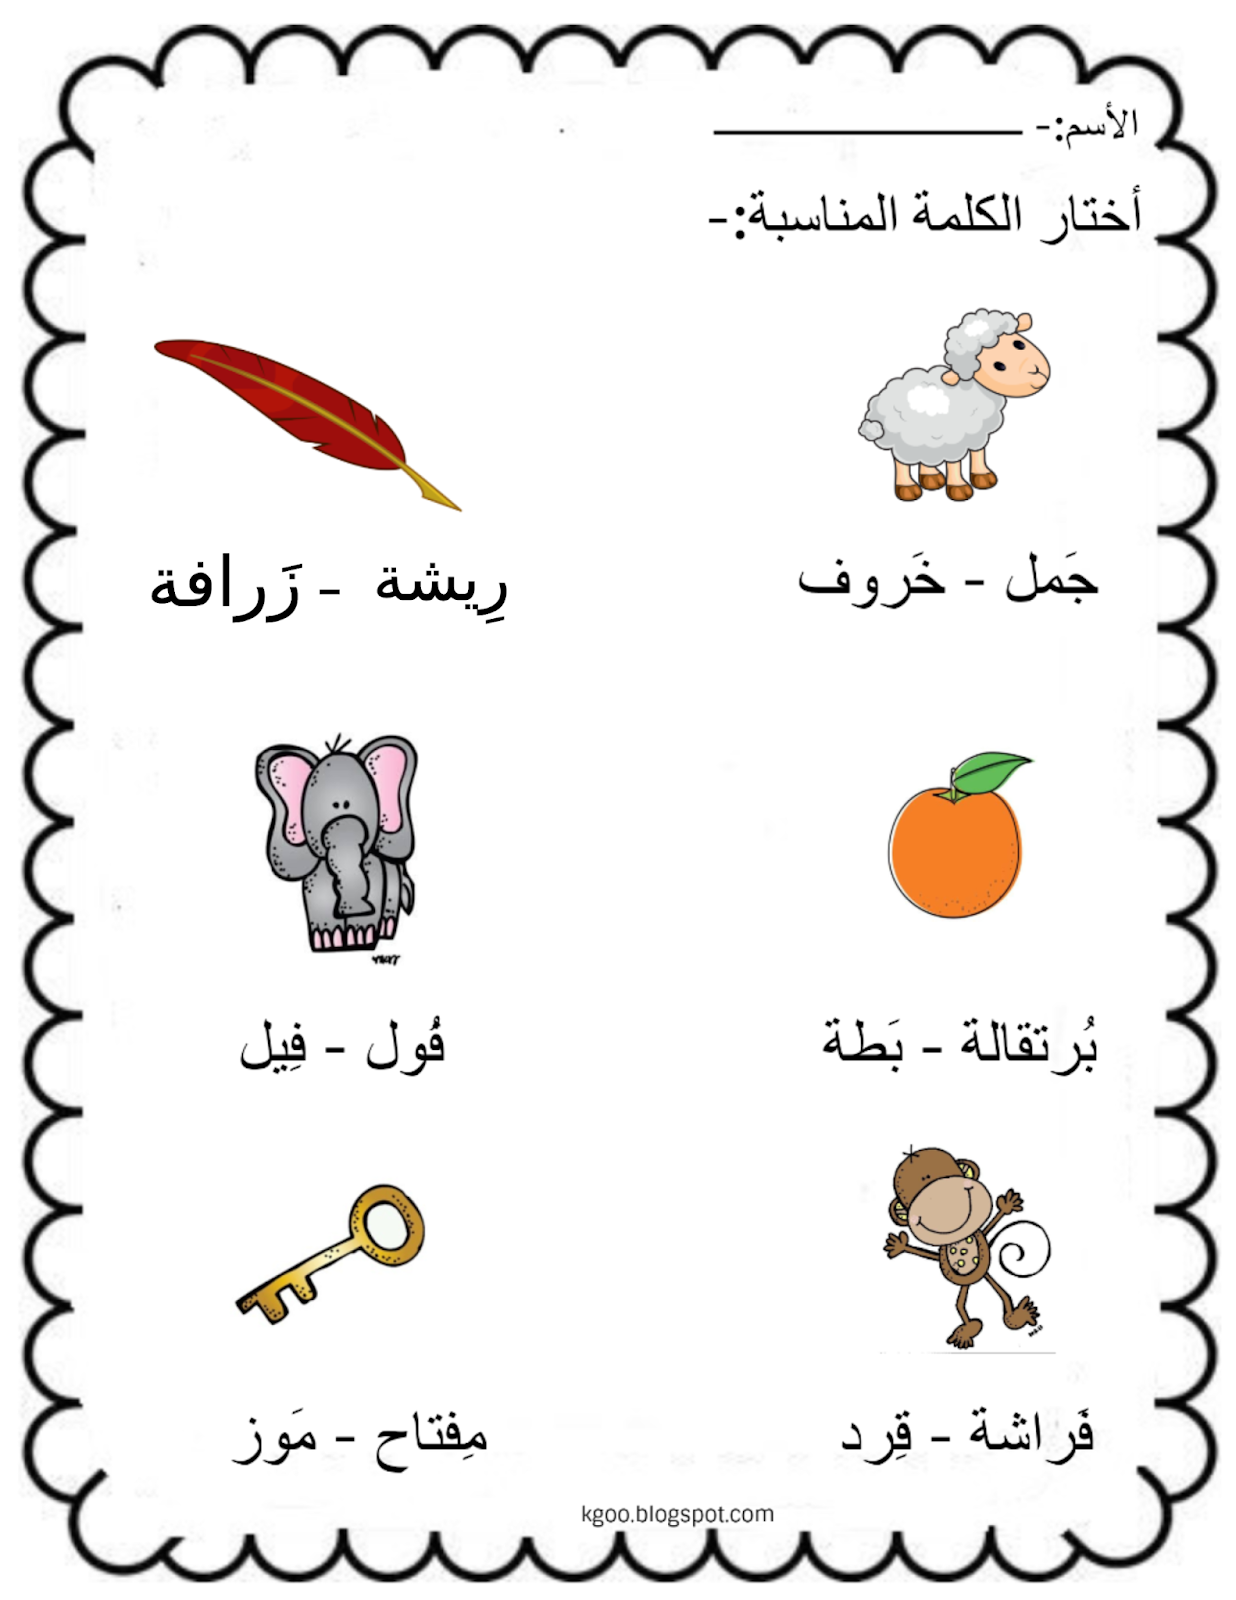 الأسم:- ________________
أختار الكلمة المناسبة:-
جَمل - خَروف
رِيشة - زَرافة
بُرتقالة - بَطة
فُول - فِيل
فَراشة - قِرد
مِفتاح - مَوز
kgoo.blogspot.com